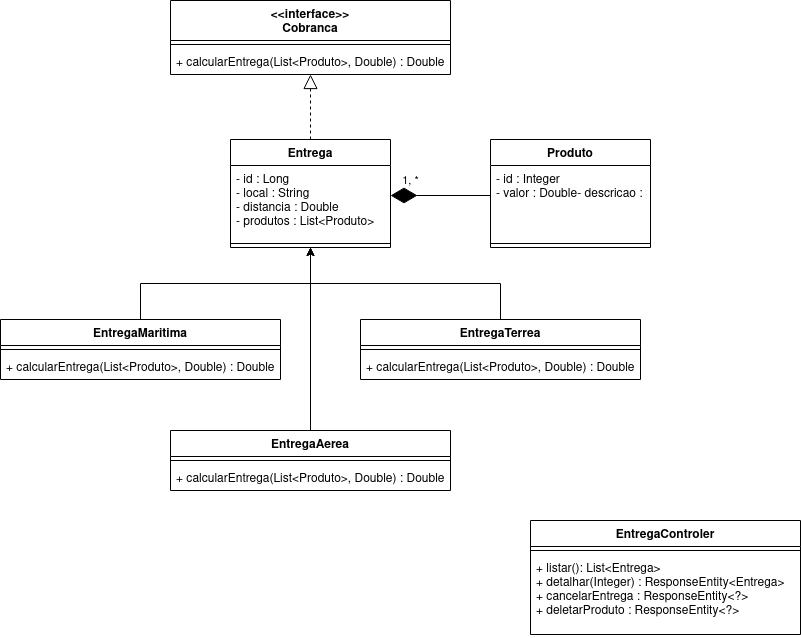 <<interface>>
Cobranca
+ calcularEntrega(List<Produto>, Double) : Double
Entrega
- id : Long
- local : String
- distancia : Double
- produtos : List<Produto>
1, *
Produto
- id : Integer
- valor : Double- descricao :
EntregaMaritima
+ calcularEntrega(List<Produto>, Double) : Double
EntregaTerrea
+ calcularEntrega(List<Produto>, Double) : Double
EntregaAerea
+ calcularEntrega(List<Produto>, Double) : Double
EntregaControler
+ listar(): List<Entrega>
+ detalhar(Integer) : ResponseEntity<Entrega>
+ cancelarEntrega : ResponseEntity<?>
+ deletarProduto : ResponseEntity<?>